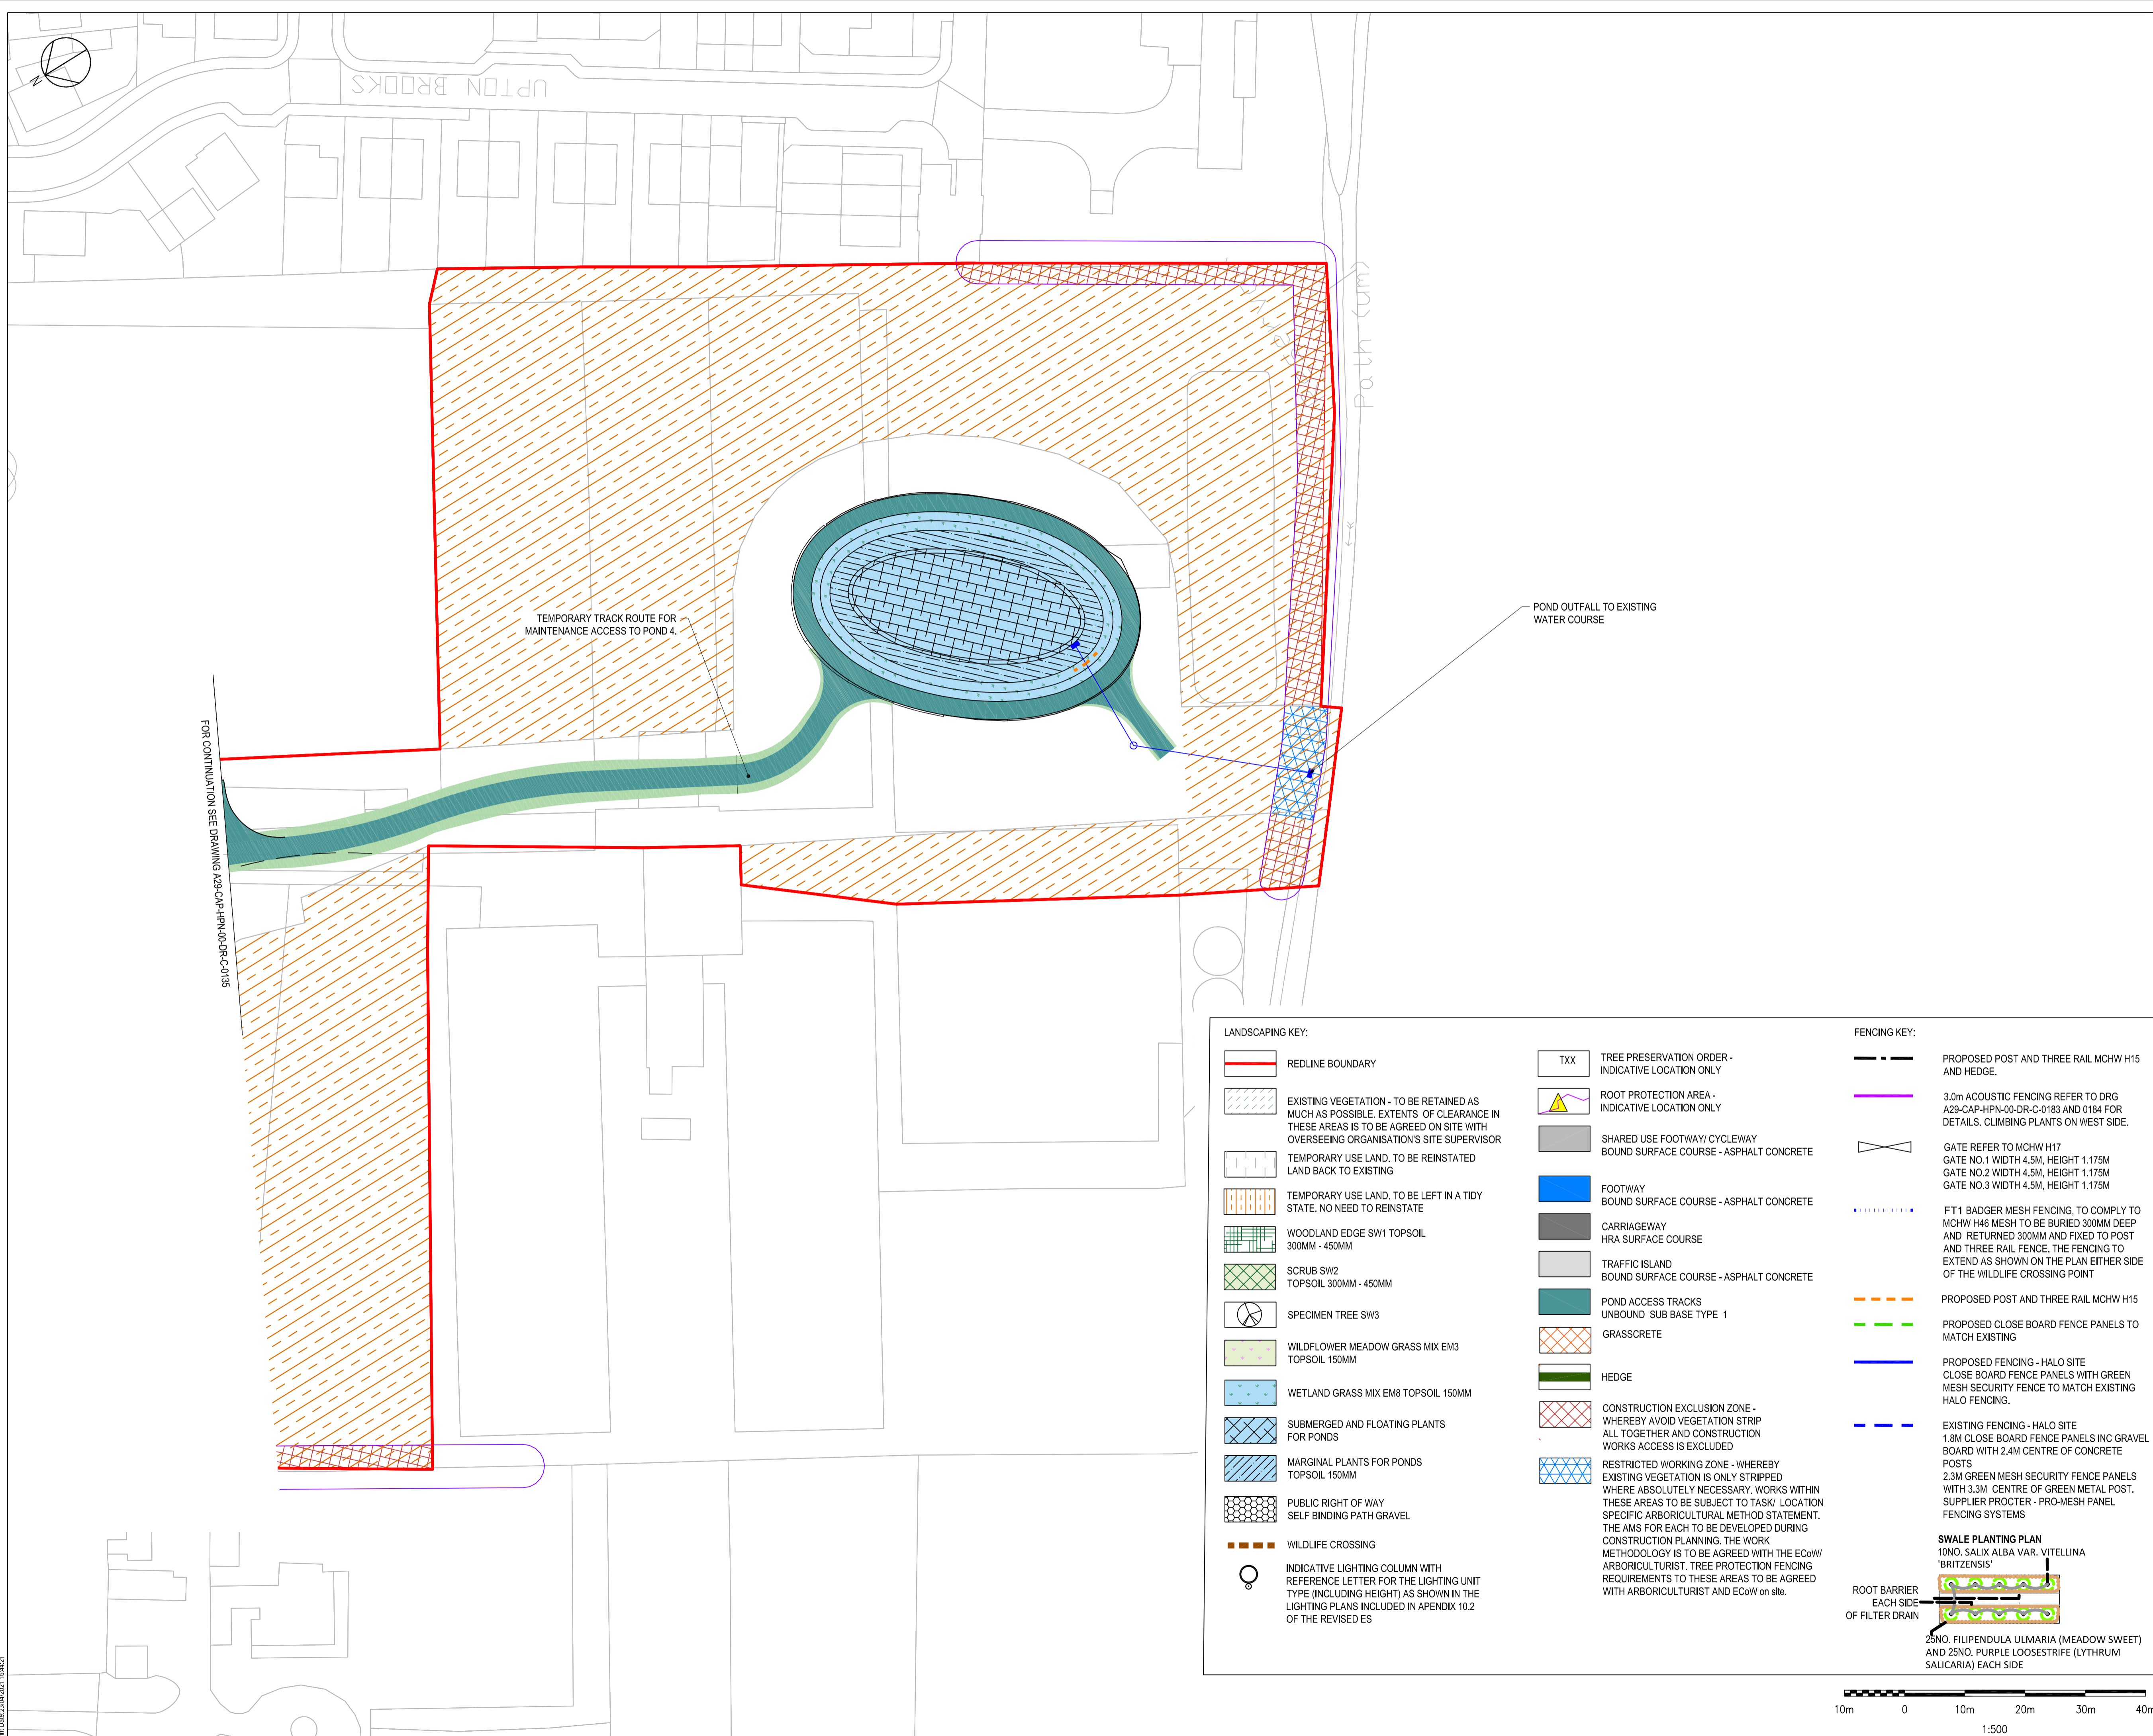 N
UPTON BROOKS
Path (um)
TEMPORARY TRACK ROUTE FOR
MAINTENANCE ACCESS TO POND 4.
POND OUTFALL TO EXISTING
WATER COURSE
FOR CONTINUATION SEE DRAWING A29-CAP-HPN-00-DR-C-0135
LANDSCAPING KEY:
REDLINE BOUNDARY
EXISTING VEGETATION - TO BE RETAINED AS
MUCH AS POSSIBLE. EXTENTS OF CLEARANCE IN
THESE AREAS IS TO BE AGREED ON SITE WITH
OVERSEEING ORGANISATION'S SITE SUPERVISOR
TEMPORARY USE LAND. TO BE REINSTATED
LAND BACK TO EXISTING
TEMPORARY USE LAND. TO BE LEFT IN A TIDY
STATE. NO NEED TO REINSTATE
WOODLAND EDGE SW1 TOPSOIL
300MM - 450MM
SCRUB SW2
TOPSOIL 300MM - 450MM
SPECIMEN TREE SW3
WILDFLOWER MEADOW GRASS MIX EM3
TOPSOIL 150MM
WETLAND GRASS MIX EM8 TOPSOIL 150MM
SUBMERGED AND FLOATING PLANTS
FOR PONDS
MARGINAL PLANTS FOR PONDS
TOPSOIL 150MM
PUBLIC RIGHT OF WAY
SELF BINDING PATH GRAVEL
WILDLIFE CROSSING
INDICATIVE LIGHTING COLUMN WITH
REFERENCE LETTER FOR THE LIGHTING UNIT
TYPE (INCLUDING HEIGHT) AS SHOWN IN THE
LIGHTING PLANS INCLUDED IN APENDIX 10.2
OF THE REVISED ES
TXX
TREE PRESERVATION ORDER -
INDICATIVE LOCATION ONLY
ROOT PROTECTION AREA -
INDICATIVE LOCATION ONLY
SHARED USE FOOTWAY/ CYCLEWAY
BOUND SURFACE COURSE - ASPHALT CONCRETE
FOOTWAY
BOUND SURFACE COURSE - ASPHALT CONCRETE
CARRIAGEWAY
HRA SURFACE COURSE
TRAFFIC ISLAND
BOUND SURFACE COURSE - ASPHALT CONCRETE
POND ACCESS TRACKS
UNBOUND SUB BASE TYPE 1
GRASSCRETE
HEDGE
CONSTRUCTION EXCLUSION ZONE -
WHEREBY AVOID VEGETATION STRIP
ALL TOGETHER AND CONSTRUCTION
WORKS ACCESS IS EXCLUDED
RESTRICTED WORKING ZONE - WHEREBY
EXISTING VEGETATION IS ONLY STRIPPED
WHERE ABSOLUTELY NECESSARY. WORKS WITHIN
THESE AREAS TO BE SUBJECT TO TASK/ LOCATION
SPECIFIC ARBORICULTURAL METHOD STATEMENT.
THE AMS FOR EACH TO BE DEVELOPED DURING
CONSTRUCTION PLANNING. THE WORK
METHODOLOGY IS TO BE AGREED WITH THE ECoW/
ARBORICULTURIST. TREE PROTECTION FENCING
REQUIREMENTS TO THESE AREAS TO BE AGREED
WITH ARBORICULTURIST AND ECoW on site.
FENCING KEY:
PROPOSED POST AND THREE RAIL MCHW H15
AND HEDGE.
3.0m ACOUSTIC FENCING REFER TO DRG
A29-CAP-HPN-00-DR-C-0183 AND 0184 FOR
DETAILS. CLIMBING PLANTS ON WEST SIDE.
GATE REFER TO MCHW H17
GATE NO.1 WIDTH 4.5M, HEIGHT 1.175M
GATE NO.2 WIDTH 4.5M, HEIGHT 1.175M
GATE NO.3 WIDTH 4.5M, HEIGHT 1.175M
FT1 BADGER MESH FENCING, TO COMPLY TO
MCHW H46 MESH TO BE BURIED 300MM DEEP
AND RETURNED 300MM AND FIXED TO POST
AND THREE RAIL FENCE. THE FENCING TO
EXTEND AS SHOWN ON THE PLAN EITHER SIDE
OF THE WILDLIFE CROSSING POINT
PROPOSED POST AND THREE RAIL MCHW H15
PROPOSED CLOSE BOARD FENCE PANELS TO
MATCH EXISTING
PROPOSED FENCING - HALO SITE
CLOSE BOARD FENCE PANELS WITH GREEN
MESH SECURITY FENCE TO MATCH EXISTING
HALO FENCING.
EXISTING FENCING - HALO SITE
1.8M CLOSE BOARD FENCE PANELS INC GRAVEL
BOARD WITH 2.4M CENTRE OF CONCRETE
POSTS
2.3M GREEN MESH SECURITY FENCE PANELS
WITH 3.3M CENTRE OF GREEN METAL POST.
SUPPLIER PROCTER - PRO-MESH PANEL
FENCING SYSTEMS
SWALE PLANTING PLAN
10NO. SALIX ALBA VAR. VITELLINA
'BRITZENSIS'
ROOT BARRIER
EACH SIDE
OF FILTER DRAIN
25NO. FILIPENDULA ULMARIA (MEADOW SWEET)
AND 25NO. PURPLE LOOSESTRIFE (LYTHRUM
SALICARIA) EACH SIDE
10m 0 10m 20m 30m 40m
1:500